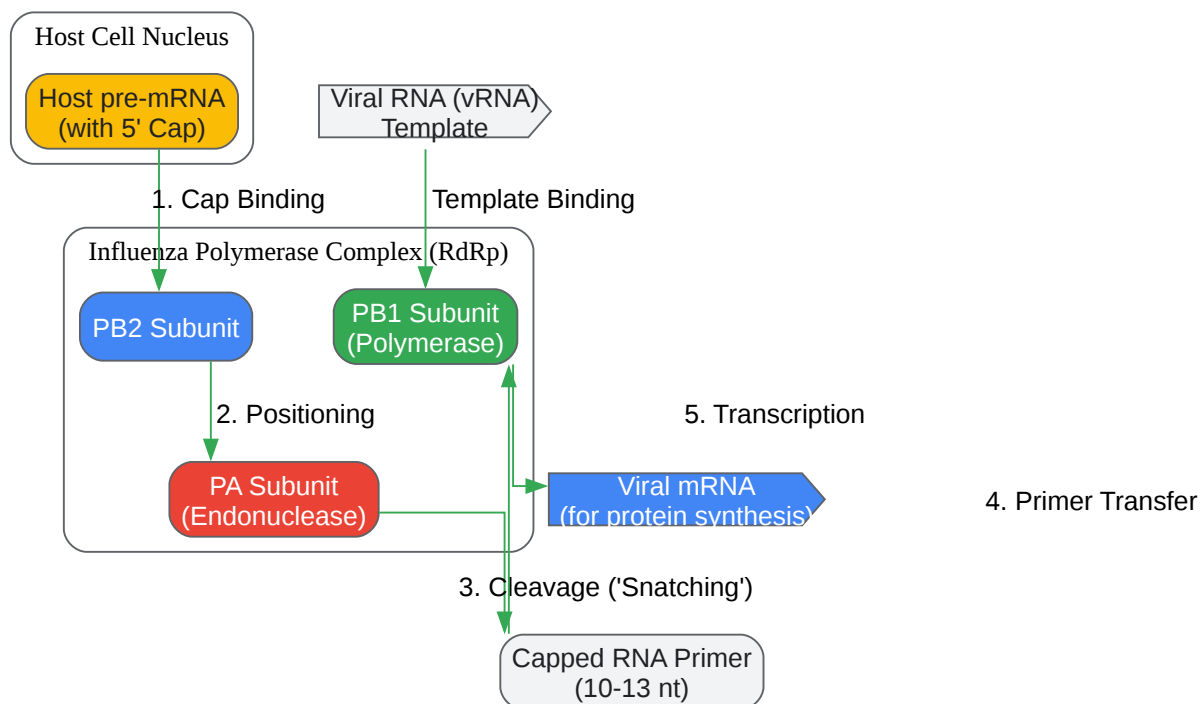 Host Cell Nucleus
Host pre-mRNA
(with 5' Cap)
Viral RNA (vRNA)
Template
1. Cap Binding
Template Binding
Influenza Polymerase Complex (RdRp)
PB2 Subunit
PB1 Subunit
(Polymerase)
2. Positioning
5. Transcription
PA Subunit
(Endonuclease)
Viral mRNA
(for protein synthesis)
4. Primer Transfer
3. Cleavage ('Snatching')
Capped RNA Primer
(10-13 nt)